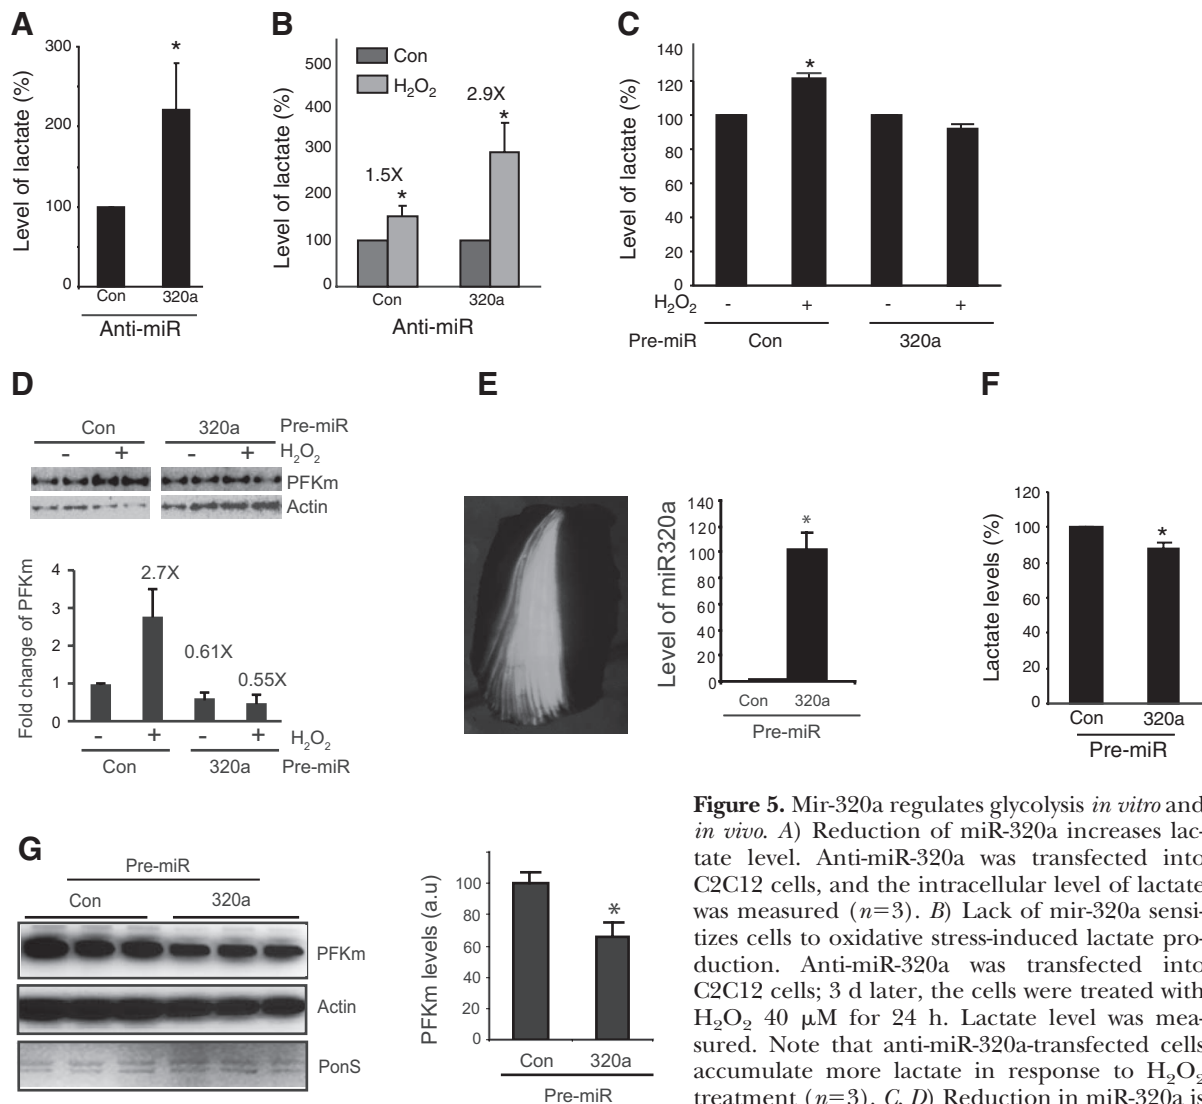 A
Level of lactate (%)
300
200
100
0
*
Con
320a
Anti-miR
B
Level of lactate (%)
500
400
300
200
100
0
Con
H2O2
1.5X
*
2.9X
*
Con
320a
Anti-miR
C
Level of lactate (%)
140
120
100
80
60
40
20
0
*
H2O2 - + - +
Pre-miR Con 320a
D
Con 320a Pre-miR
- + - + H2O2
PFKm
Actin
Fold change of PFKm
4
3
2
1
0
2.7X
0.61X
0.55X
- + - + H2O2
Con 320a Pre-miR
E
Level of miR320a
140
120
100
80
60
40
20
0
*
Con 320a
Pre-miR
F
Lactate levels (%)
120
100
80
60
40
20
0
*
Con 320a
Pre-miR
G
Pre-miR
Con 320a
PFKm
Actin
PonS
PFKm levels (a.u)
100
80
60
40
20
0
*
Con 320a
Pre-miR
Figure 5. Mir-320a regulates glycolysis in vitro and
in vivo. A) Reduction of miR-320a increases lac-
tate level. Anti-miR-320a was transfected into
C2C12 cells, and the intracellular level of lactate
was measured (n=3). B) Lack of mir-320a sensi-
tizes cells to oxidative stress-induced lactate pro-
duction. Anti-miR-320a was transfected into
C2C12 cells; 3 d later, the cells were treated with
H2O2 40 μM for 24 h. Lactate level was mea-
sured. Note that anti-miR-320a-transfected cells
accumulate more lactate in response to H2O2
treatment (n=3). C, D) Reduction in miR-320a is